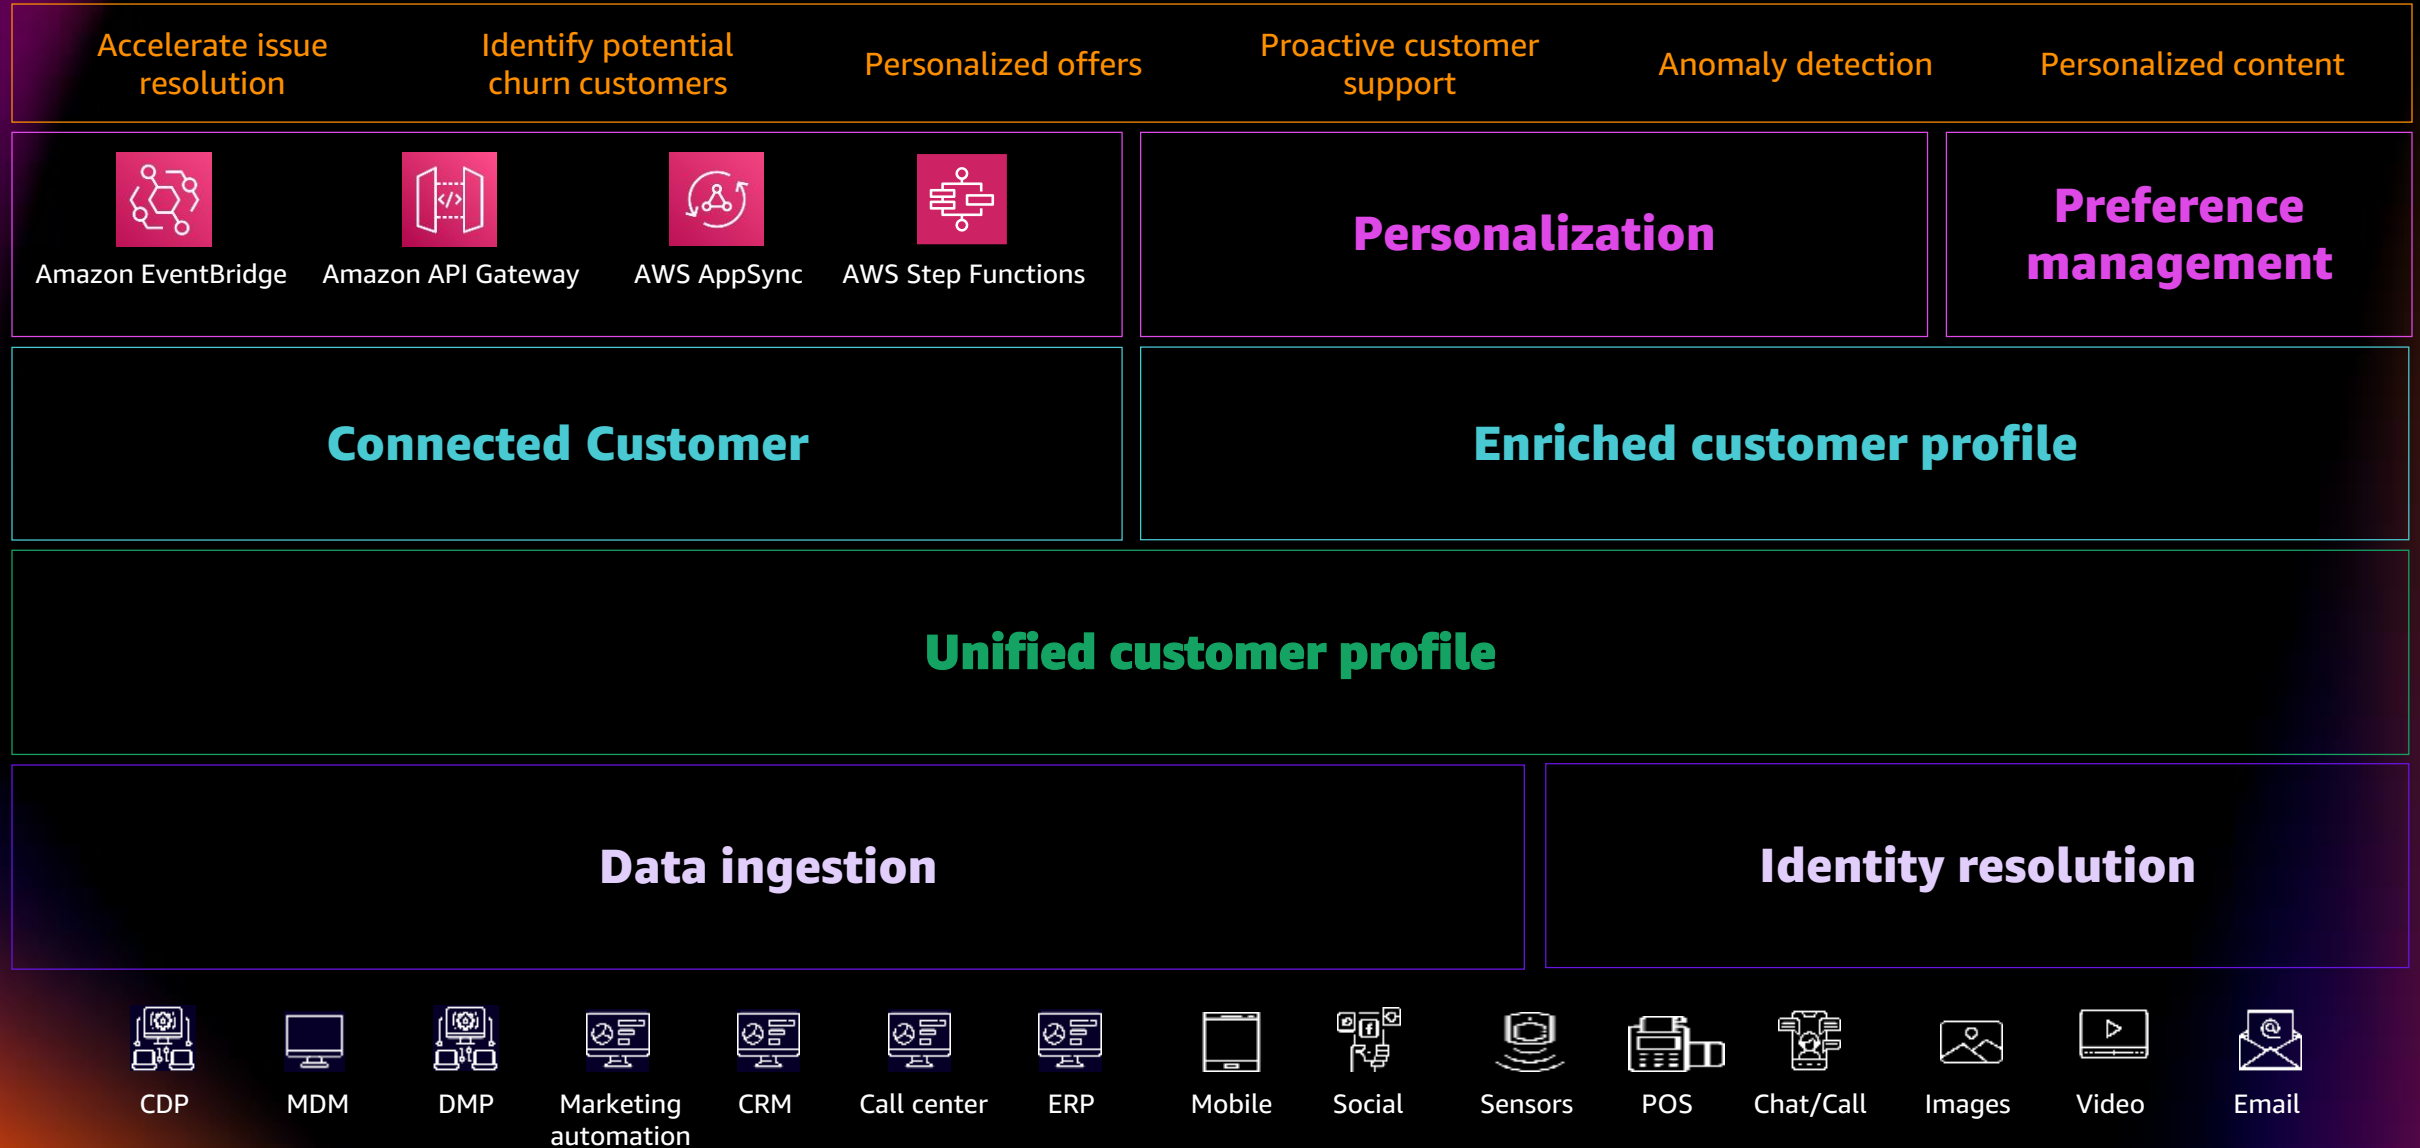 Accelerate issue
resolution
Identify potential
churn customers
Personalized offers
Proactive customer
support
Anomaly detection
Personalized content
Amazon EventBridge
Amazon API Gateway
AWS AppSync
AWS Step Functions
Personalization
Preference
management
Connected Customer
Enriched customer profile
Unified customer profile
Data ingestion
Identity resolution
CDP
MDM
DMP
Marketing
automation
CRM
Call center
ERP
Mobile
Social
Sensors
POS
Chat/Call
Images
Video
Email